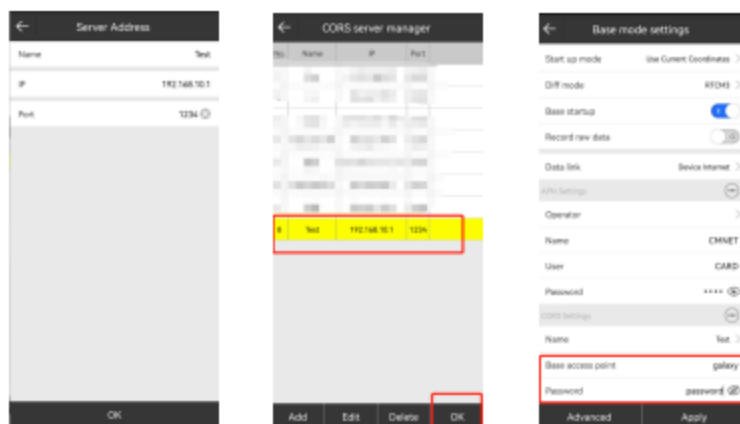 Server Address
Name Test
IP 192.168.10.1
Port 1234
OK
CORS server manager
No. Name IP Port
8 Test 192.168.10.1 1234
Add Edit Delete OK
Base mode settings
Start up mode Use Current Coordinates
Diff mode RTCM3
Base startup
Record raw data
Data link Device Internet
APN Settings
Operator
Name CMNET
User CARD
Password ••••
CORS Settings
Name Test
Base access point galaxy
Password password
Advanced Apply